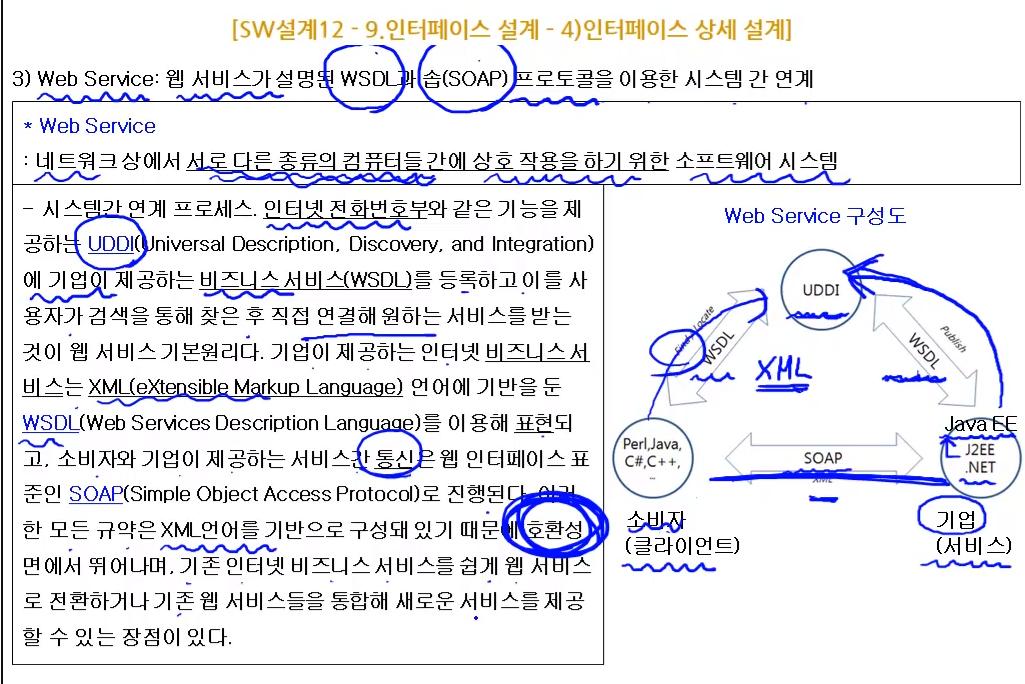 [SW설계12 - 9.인터페이스 설계 - 4)인터페이스 상세 설계]
3) Web Service: 웹 서비스가 설명된 WSDL과 솝(SOAP) 프로토콜을 이용한 시스템 간 연계
* Web Service
: 네트워크 상에서 서로 다른 종류의 컴퓨터들 간에 상호 작용을 하기 위한 소프트웨어 시스템
- 시스템간 연계 프로세스. 인터넷 전화번호부와 같은 기능을 제
공하는 UDDI(Universal Description, Discovery, and Integration)
에 기업이 제공하는 비즈니스 서비스(WSDL)를 등록하고 이를 사
용자가 검색을 통해 찾은 후 직접 연결해 원하는 서비스를 받는
것이 웹 서비스 기본원리다. 기업이 제공하는 인터넷 비즈니스 서
비스는 XML(eXtensible Markup Language) 언어에 기반을 둔
WSDL(Web Services Description Language)를 이용해 표현되
고, 소비자와 기업이 제공하는 서비스간 통신은 웹 인터페이스 표
준인 SOAP(Simple Object Access Protocol)로 진행된다. 이러
한 모든 규약은 XML언어를 기반으로 구성돼 있기 때문에 호환성
면에서 뛰어나며, 기존 인터넷 비즈니스 서비스를 쉽게 웹 서비스
로 전환하거나 기존 웹 서비스들을 통합해 새로운 서비스를 제공
할 수 있는 장점이 있다.
Web Service 구성도
UDDI
Locate
WSDL
XML
Publish
WSDL
Perl,Java,
C#,C++,
...
SOAP
XML
Java EE
J2EE
.NET
소비자
(클라이언트)
기업
(서비스)